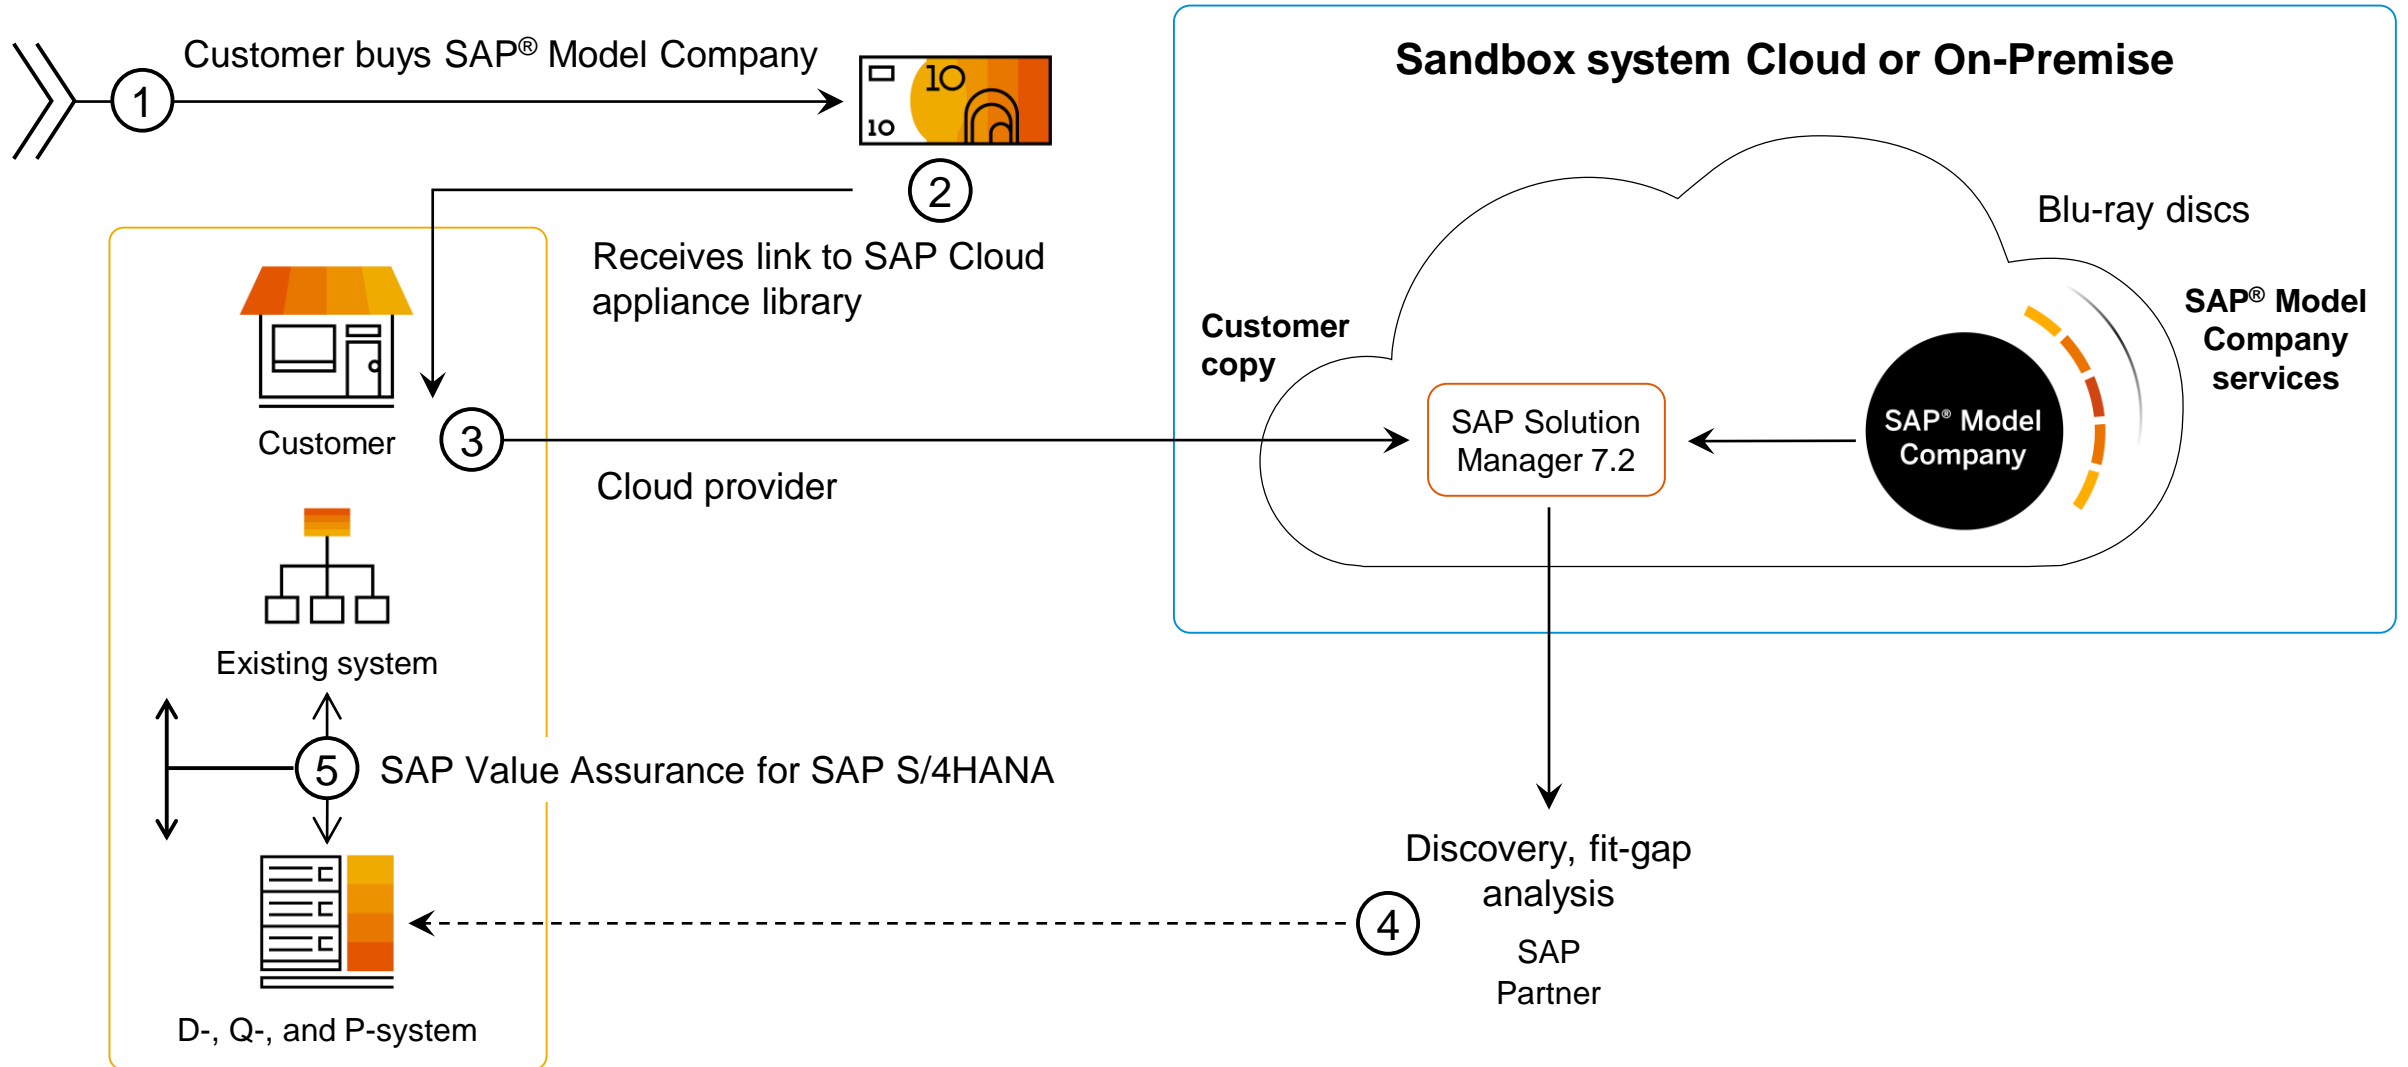 Customer buys SAP® Model Company
1
10
10
2
Receives link to SAP Cloud
appliance library
Customer
3
Cloud provider
Existing system
5
SAP Value Assurance for SAP S/4HANA
D-, Q-, and P-system
Sandbox system Cloud or On-Premise
Blu-ray discs
SAP® Model
Company
services
Customer
copy
SAP Solution
Manager 7.2
SAP® Model
Company
Discovery, fit-gap
analysis
4
SAP
Partner